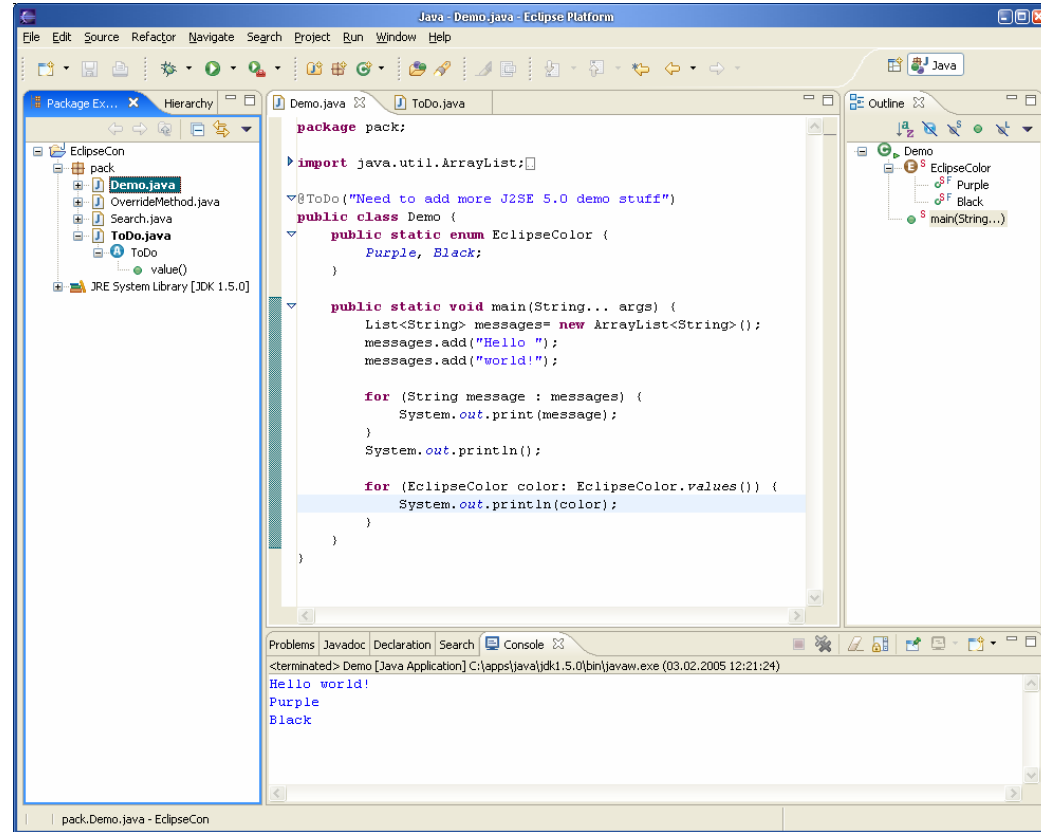 Java - Demo.java - Eclipse Platform
File Edit Source Refactor Navigate Search Project Run Window Help
Java
Package Ex... Hierarchy
EclipseCon
pack
Demo.java
OverrideMethod.java
Search.java
ToDo.java
ToDo
value()
JRE System Library [JDK 1.5.0]
Demo.java ToDo.java
package pack;
import java.util.ArrayList;
@ToDo("Need to add more J2SE 5.0 demo stuff")
public class Demo {
public static enum EclipseColor {
Purple, Black;
}
public static void main(String... args) {
List<String> messages= new ArrayList<String>();
messages.add("Hello ");
messages.add("world!");
for (String message : messages) {
System.out.print(message);
}
System.out.println();
for (EclipseColor color: EclipseColor.values()) {
System.out.println(color);
}
}
}
Outline
Demo
EclipseColor
Purple
Black
main(String...)
Problems Javadoc Declaration Search Console
<terminated> Demo [Java Application] C:\apps\java\jdk1.5.0\bin\javaw.exe (03.02.2005 12:21:24)
Hello world!
Purple
Black
pack.Demo.java - EclipseCon